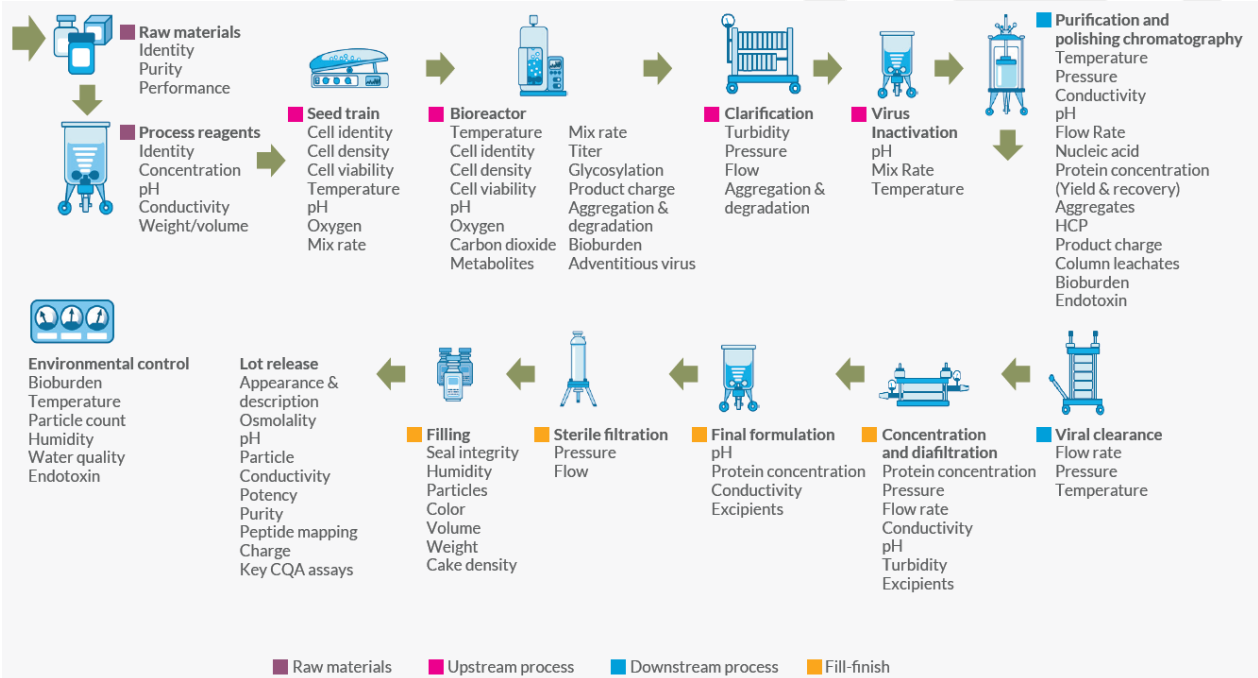 Raw materials
Identity
Purity
Performance
Process reagents
Identity
Concentration
pH
Conductivity
Weight/volume
Seed train
Cell identity
Cell density
Cell viability
Temperature
pH
Oxygen
Mix rate
Bioreactor
Temperature
Cell identity
Cell density
Cell viability
pH
Oxygen
Carbon dioxide
Metabolites
Mix rate
Titer
Glycosylation
Product charge
Aggregation &
degradation
Bioburden
Adventitious virus
Clarification
Turbidity
Pressure
Flow
Aggregation &
degradation
Virus
Inactivation
pH
Mix Rate
Temperature
Purification and
polishing chromatography
Temperature
Pressure
Conductivity
pH
Flow Rate
Nucleic acid
Protein concentration
(Yield & recovery)
Aggregates
HCP
Product charge
Column leachates
Bioburden
Endotoxin
Environmental control
Bioburden
Temperature
Particle count
Humidity
Water quality
Endotoxin
Lot release
Appearance &
description
Osmolality
pH
Particle
Conductivity
Potency
Purity
Peptide mapping
Charge
Key CQA assays
Filling
Seal integrity
Humidity
Particles
Color
Volume
Weight
Cake density
Sterile filtration
Pressure
Flow
Final formulation
pH
Protein concentration
Conductivity
Excipients
Concentration
and diafiltration
Protein concentration
Pressure
Flow rate
Conductivity
pH
Turbidity
Excipients
Viral clearance
Flow rate
Pressure
Temperature
Raw materials
Upstream process
Downstream process
Fill-finish